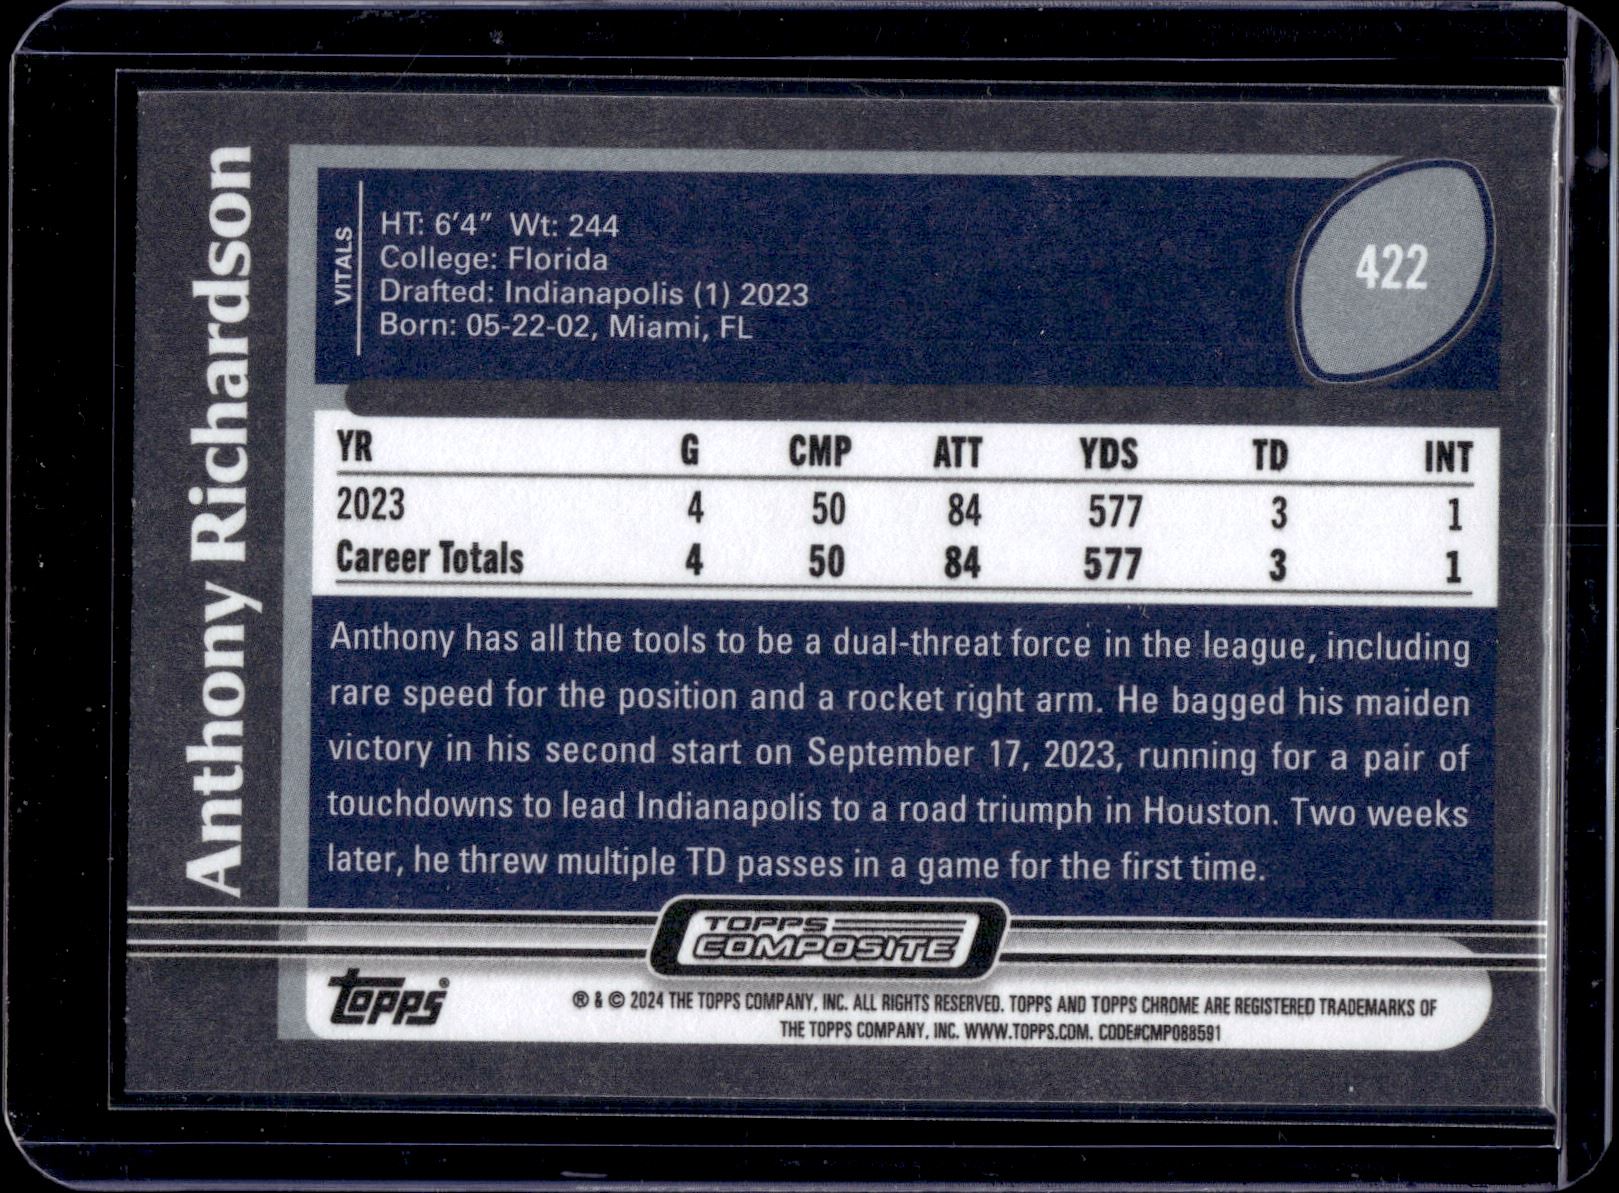 Anthony Richardson
VITALS
HT: 6'4" Wt: 244
College: Florida
Drafted: Indianapolis (1) 2023
Born: 05-22-02, Miami, FL
422
YR G CMP ATT YDS TD INT
2023 4 50 84 577 3 1
Career Totals 4 50 84 577 3 1
Anthony has all the tools to be a dual-threat force in the league, including
rare speed for the position and a rocket right arm. He bagged his maiden
victory in his second start on September 17, 2023, running for a pair of
touchdowns to lead Indianapolis to a road triumph in Houston. Two weeks
later, he threw multiple TD passes in a game for the first time.
TOPPS
COMPOSITE
topps®
® & © 2024 THE TOPPS COMPANY, INC. ALL RIGHTS RESERVED. TOPPS AND TOPPS CHROME ARE REGISTERED TRADEMARKS OF
THE TOPPS COMPANY, INC. WWW.TOPPS.COM. CODE#CMP088591